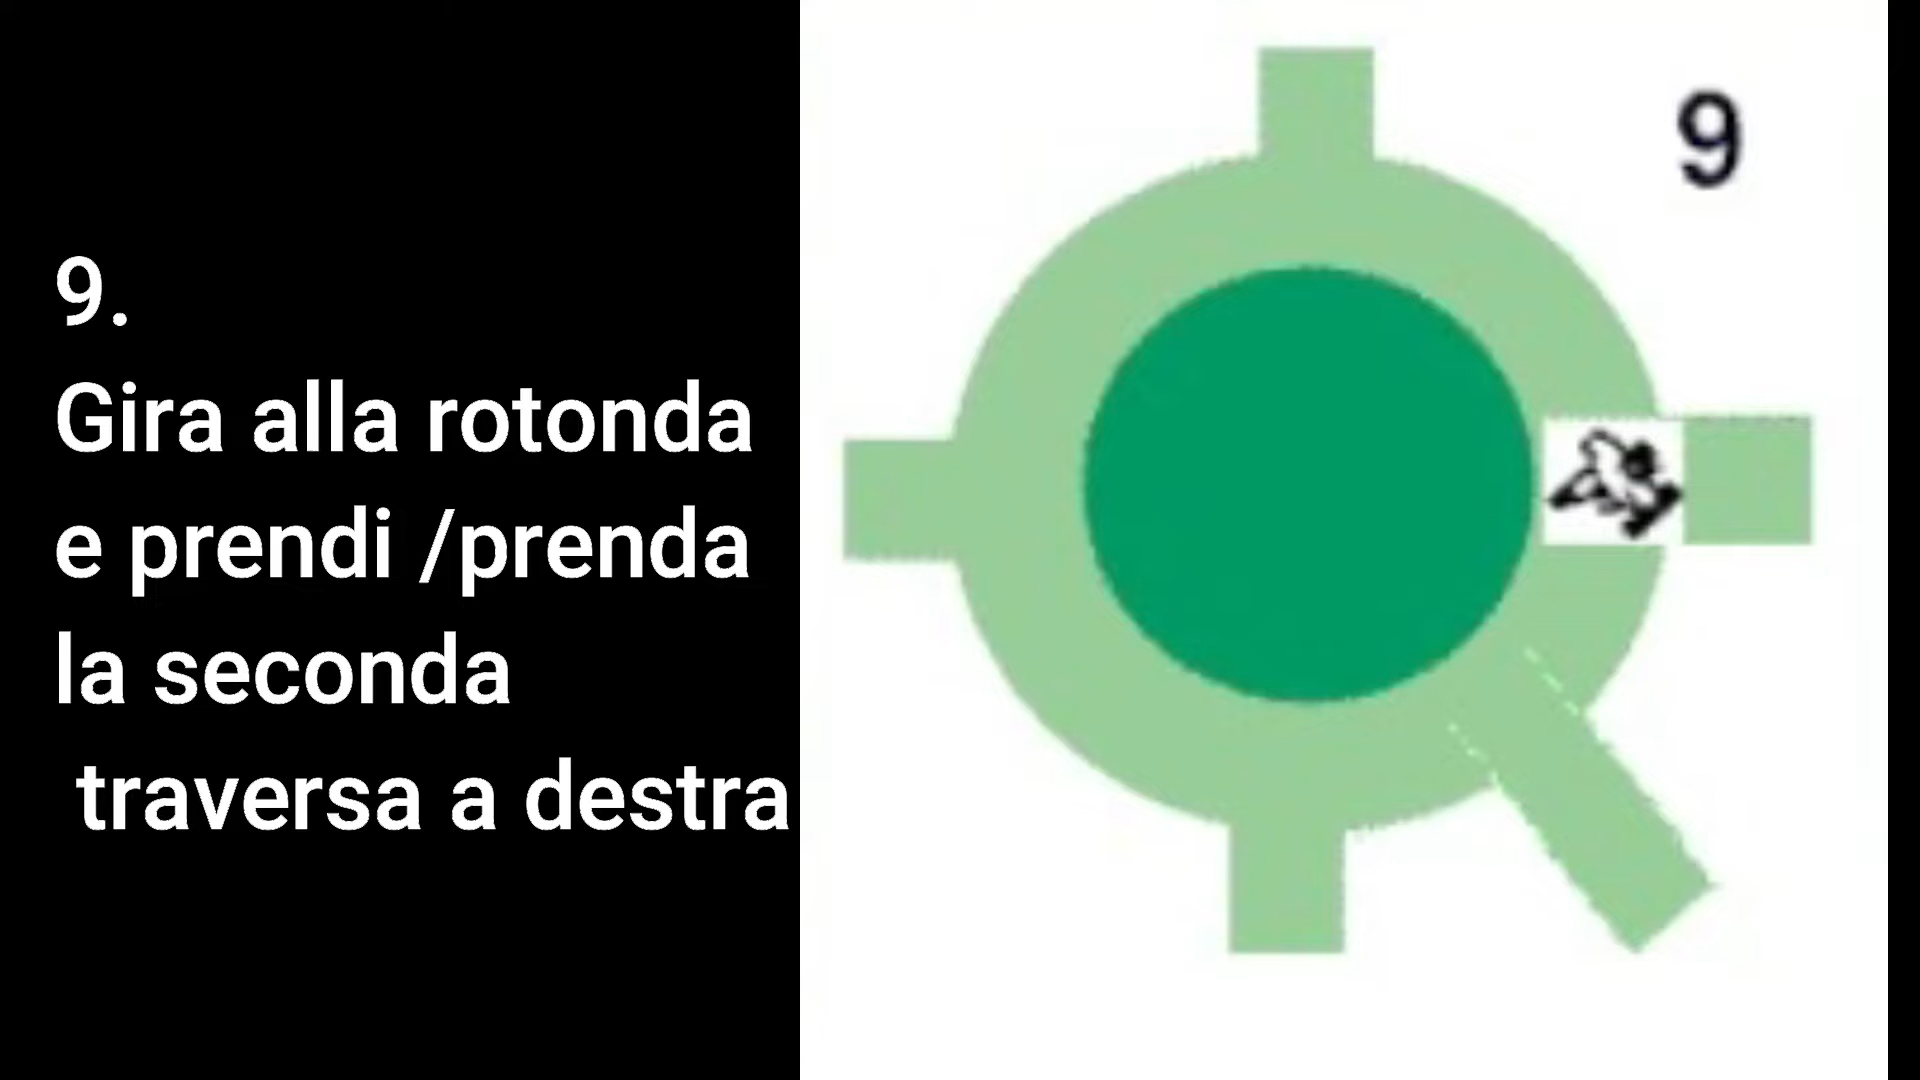 9.
Gira alla rotonda
e prendi /prenda
la seconda
traversa a destra
9